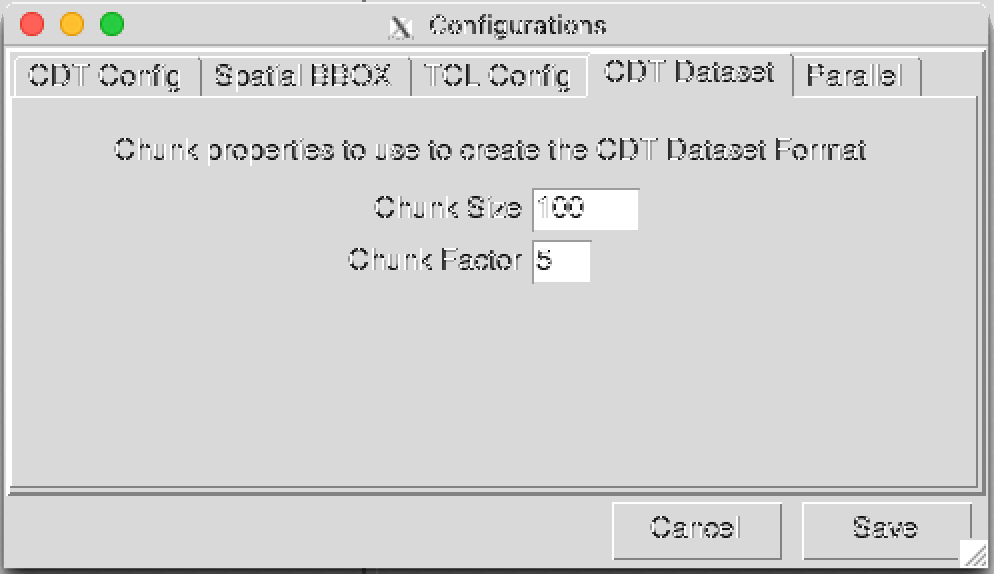 Configurations
CDT Config Spatial BBOX TCL Config CDT Dataset Parallel
Chunk properties to use to create the CDT Dataset Format
Chunk Size 100
Chunk Factor 5
Cancel Save